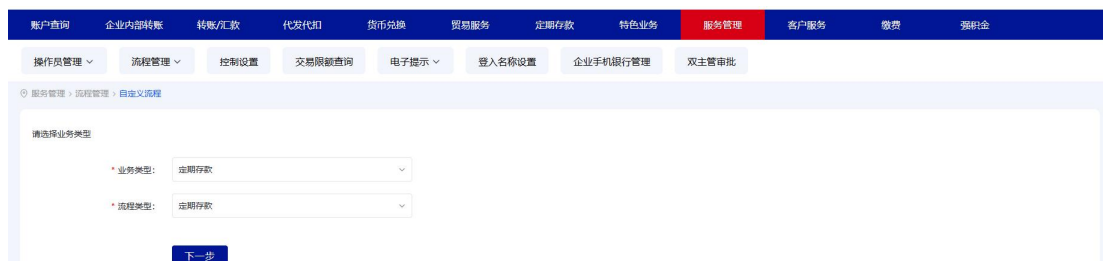 账户查询 企业内部转账 转账/汇款 代发代扣 货币兑换 贸易服务 定期存款 特色业务 服务管理 客户服务 缴费 强积金
操作员管理 流程管理 控制设置 交易限额查询 电子提示 登入名称设置 企业手机银行管理 双主管审批
服务管理 > 流程管理 > 自定义流程
请选择业务类型
* 业务类型: 定期存款
* 流程类型: 定期存款
下一步